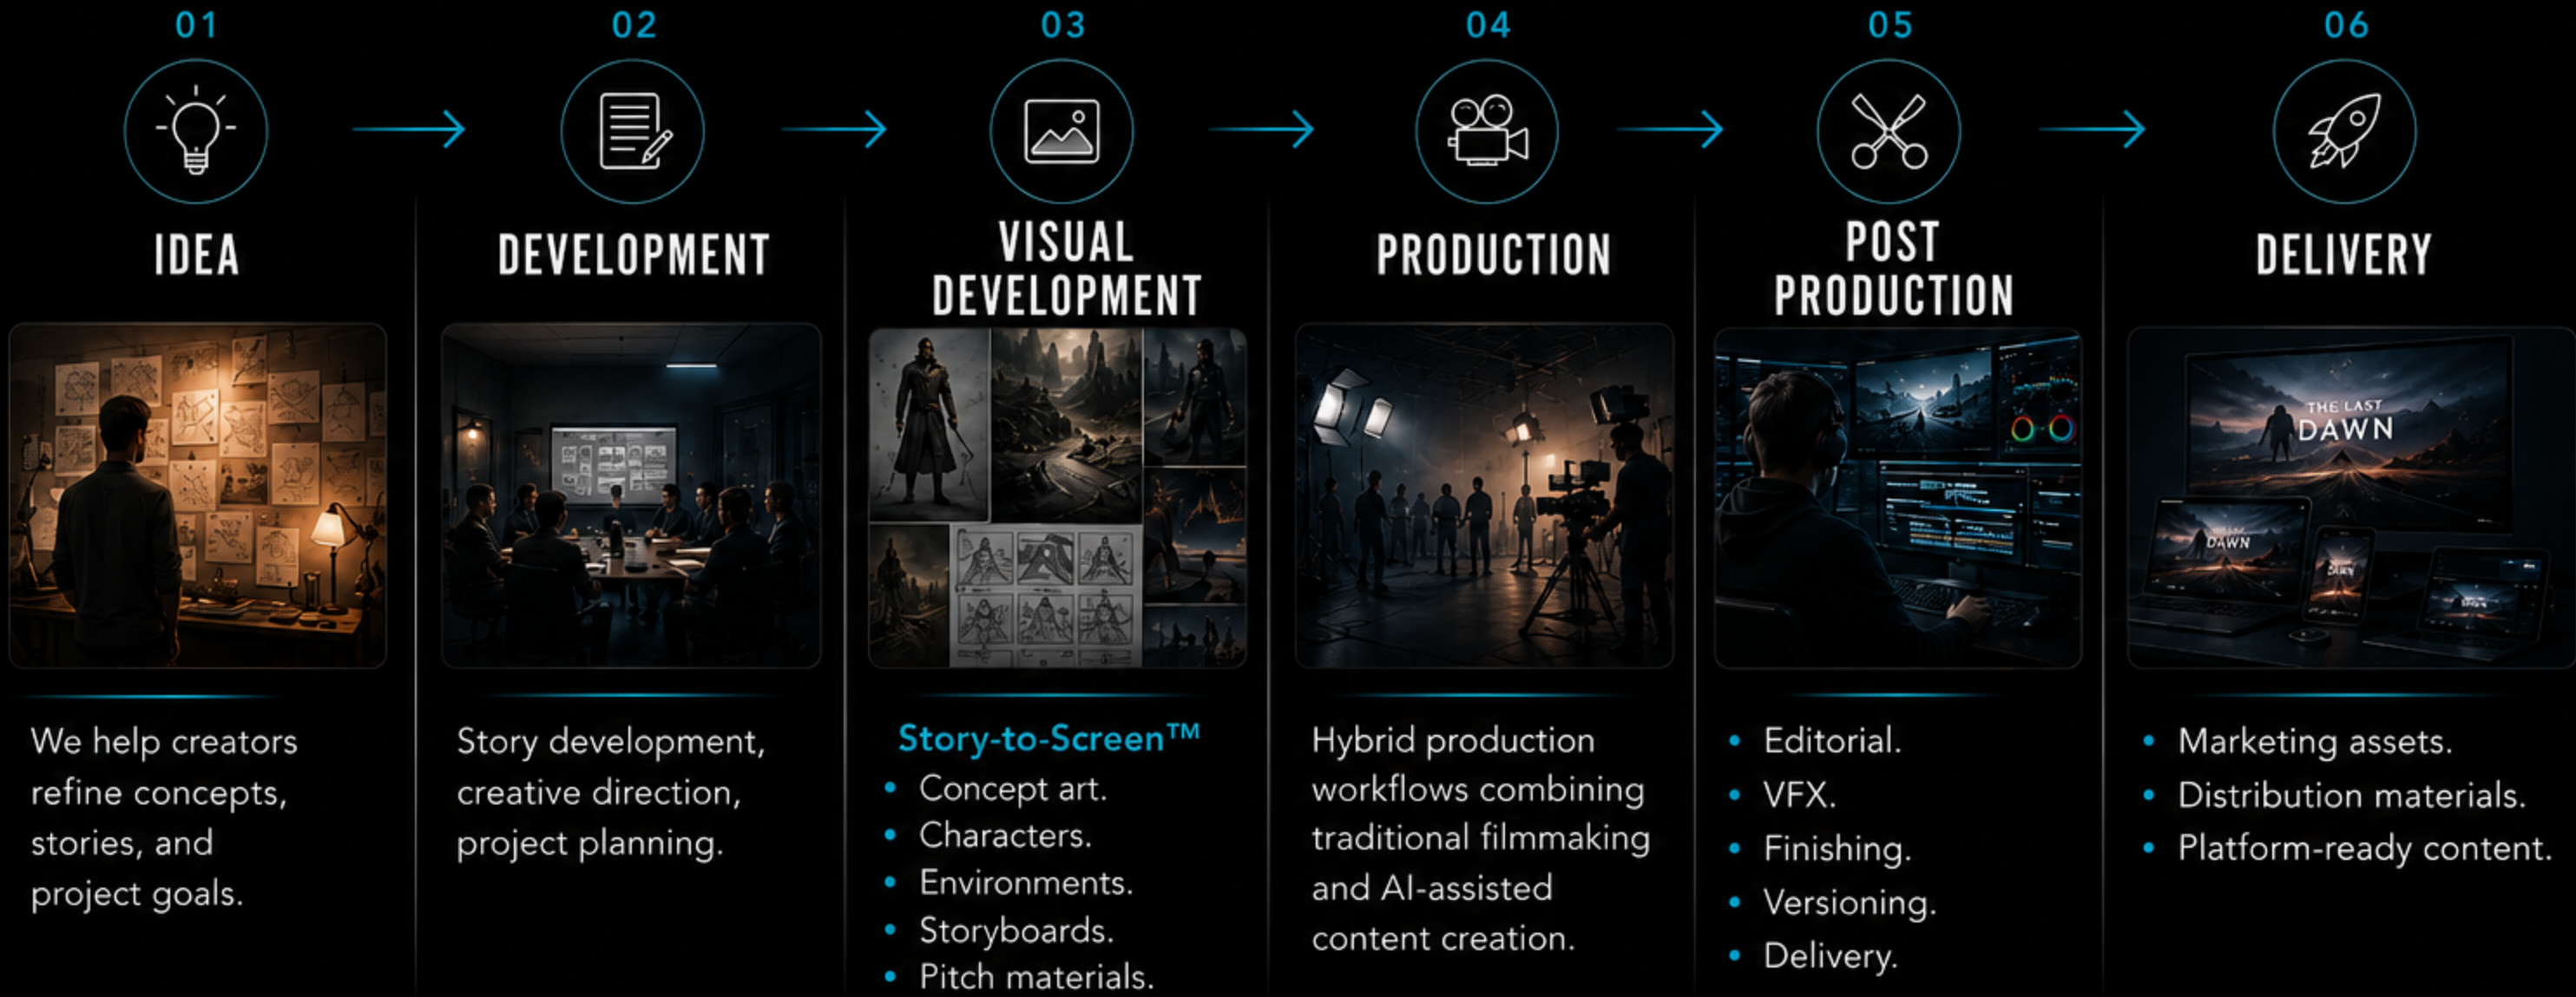 01
IDEA
We help creators
refine concepts,
stories, and
project goals.
02
DEVELOPMENT
Story development,
creative direction,
project planning.
03
VISUAL
DEVELOPMENT
Story-to-Screen™
• Concept art.
• Characters.
• Environments.
• Storyboards.
• Pitch materials.
04
PRODUCTION
Hybrid production
workflows combining
traditional filmmaking
and AI-assisted
content creation.
05
POST
PRODUCTION
• Editorial.
• VFX.
• Finishing.
• Versioning.
• Delivery.
06
DELIVERY
THE LAST
DAWN
DAWN
• Marketing assets.
• Distribution materials.
• Platform-ready content.